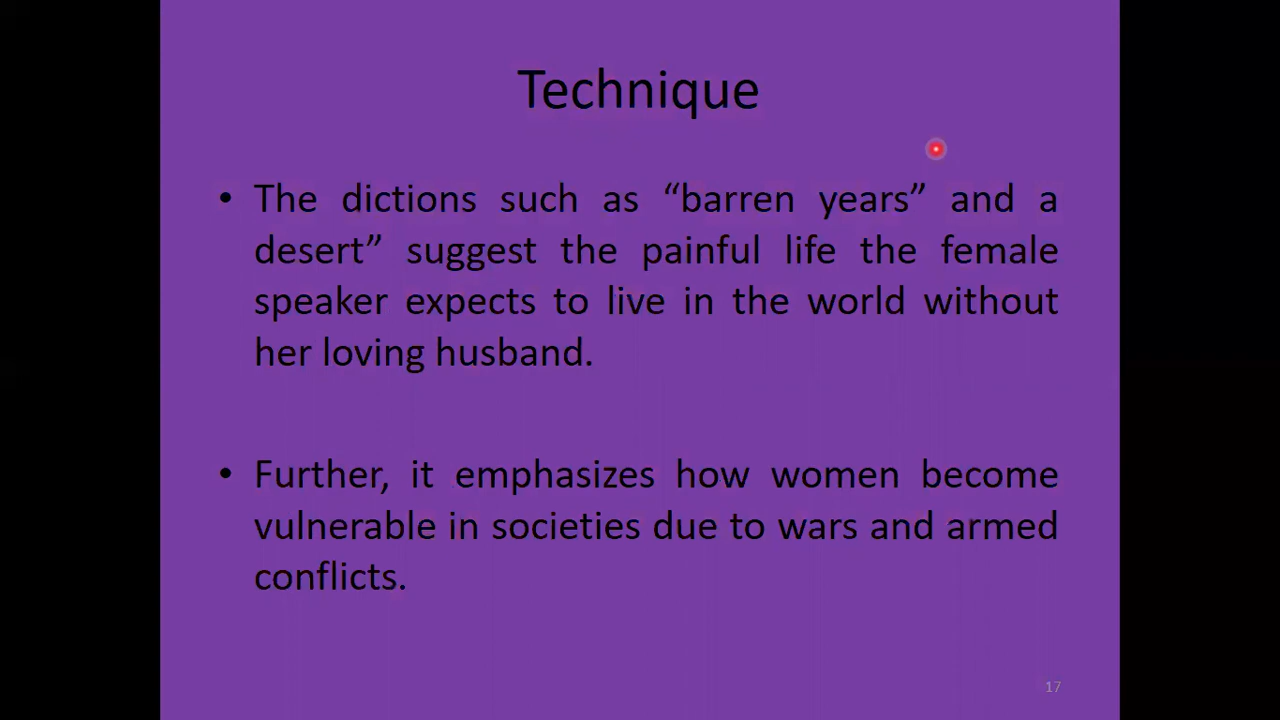 Technique
• The dictions such as “barren years” and a
desert” suggest the painful life the female
speaker expects to live in the world without
her loving husband.
• Further, it emphasizes how women become
vulnerable in societies due to wars and armed
conflicts.
17